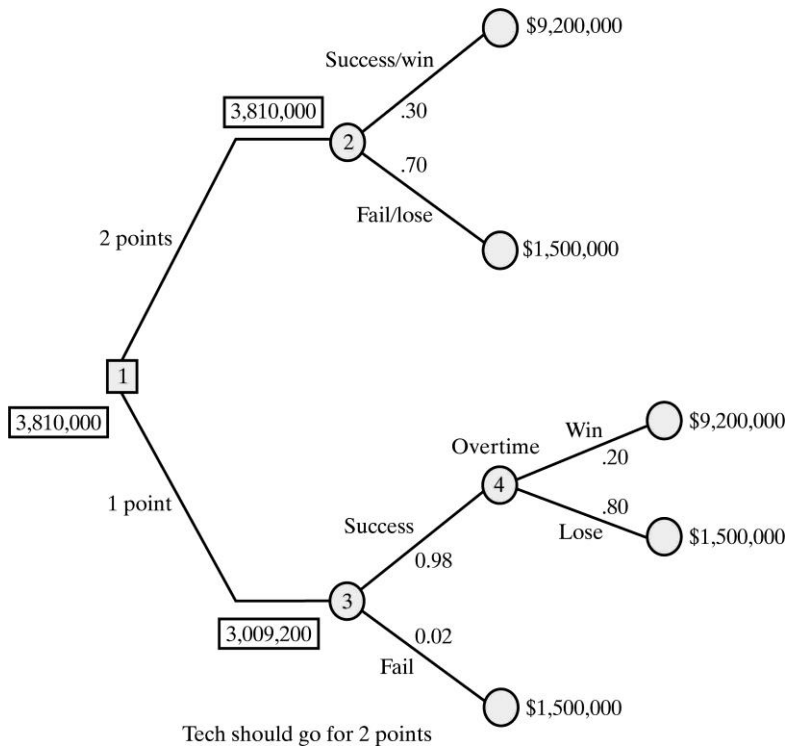 $9,200,000
Success/win
3,810,000
.30
2
.70
Fail/lose
2 points
$1,500,000
1
3,810,000
$9,200,000
Win
Overtime
.20
4
1 point
.80
Success
Lose
$1,500,000
0.98
3
3,009,200
0.02
Fail
$1,500,000
Tech should go for 2 points